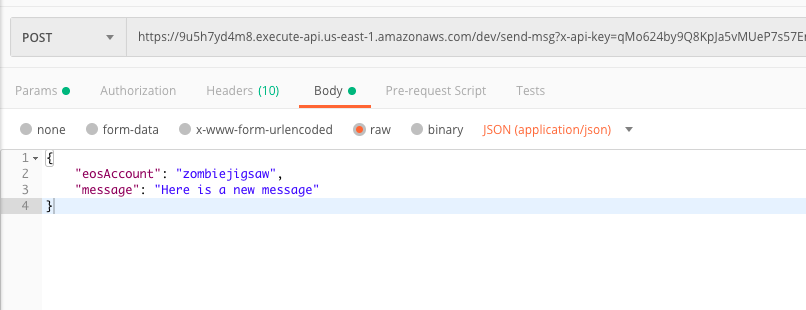 POST https://9u5h7yd4m8.execute-api.us-east-1.amazonaws.com/dev/send-msg?x-api-key=qMo624by9Q8KpJa5vMUeP7s57Er
Params Authorization Headers (10) Body Pre-request Script Tests
none form-data x-www-form-urlencoded raw binary JSON (application/json)
1 {
2 "eosAccount": "zombiejigsaw",
3 "message": "Here is a new message"
4 }